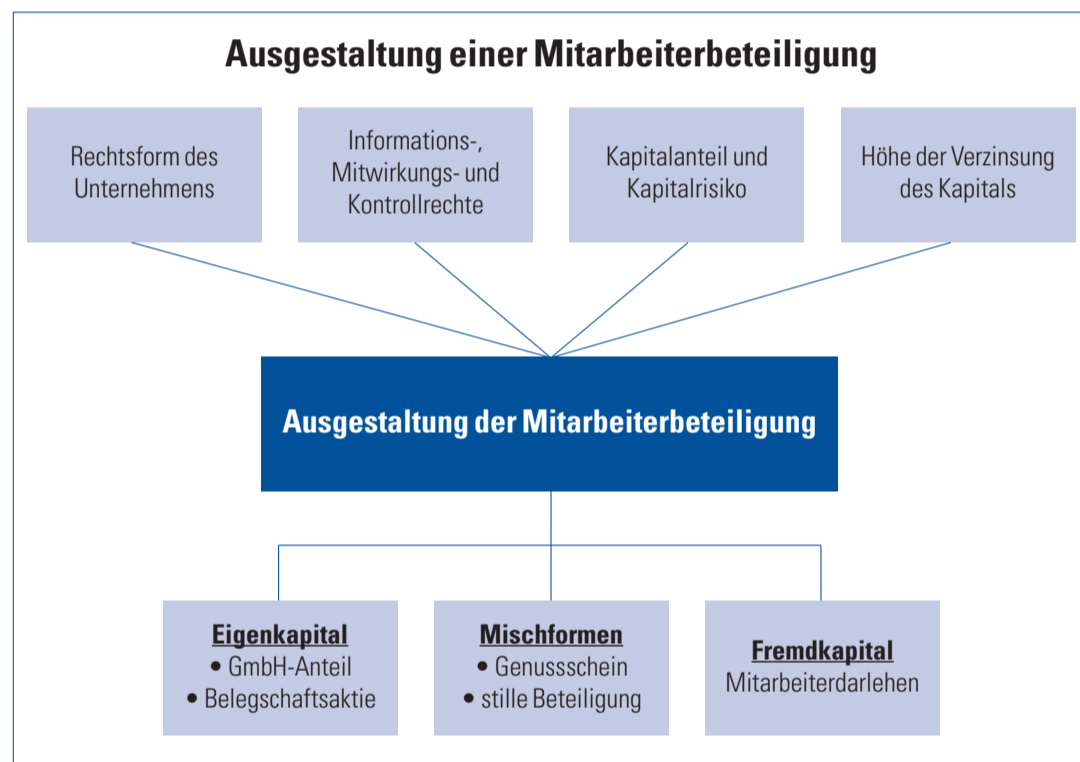 Ausgestaltung einer Mitarbeiterbeteiligung
Rechtsform des
Unternehmens
Informations-,
Mitwirkungs- und
Kontrollrechte
Kapitalanteil und
Kapitalrisiko
Höhe der Verzinsung
des Kapitals
Ausgestaltung der Mitarbeiterbeteiligung
Eigenkapital
• GmbH-Anteil
• Belegschaftsaktie
Mischformen
• Genussschein
• stille Beteiligung
Fremdkapital
Mitarbeiterdarlehen